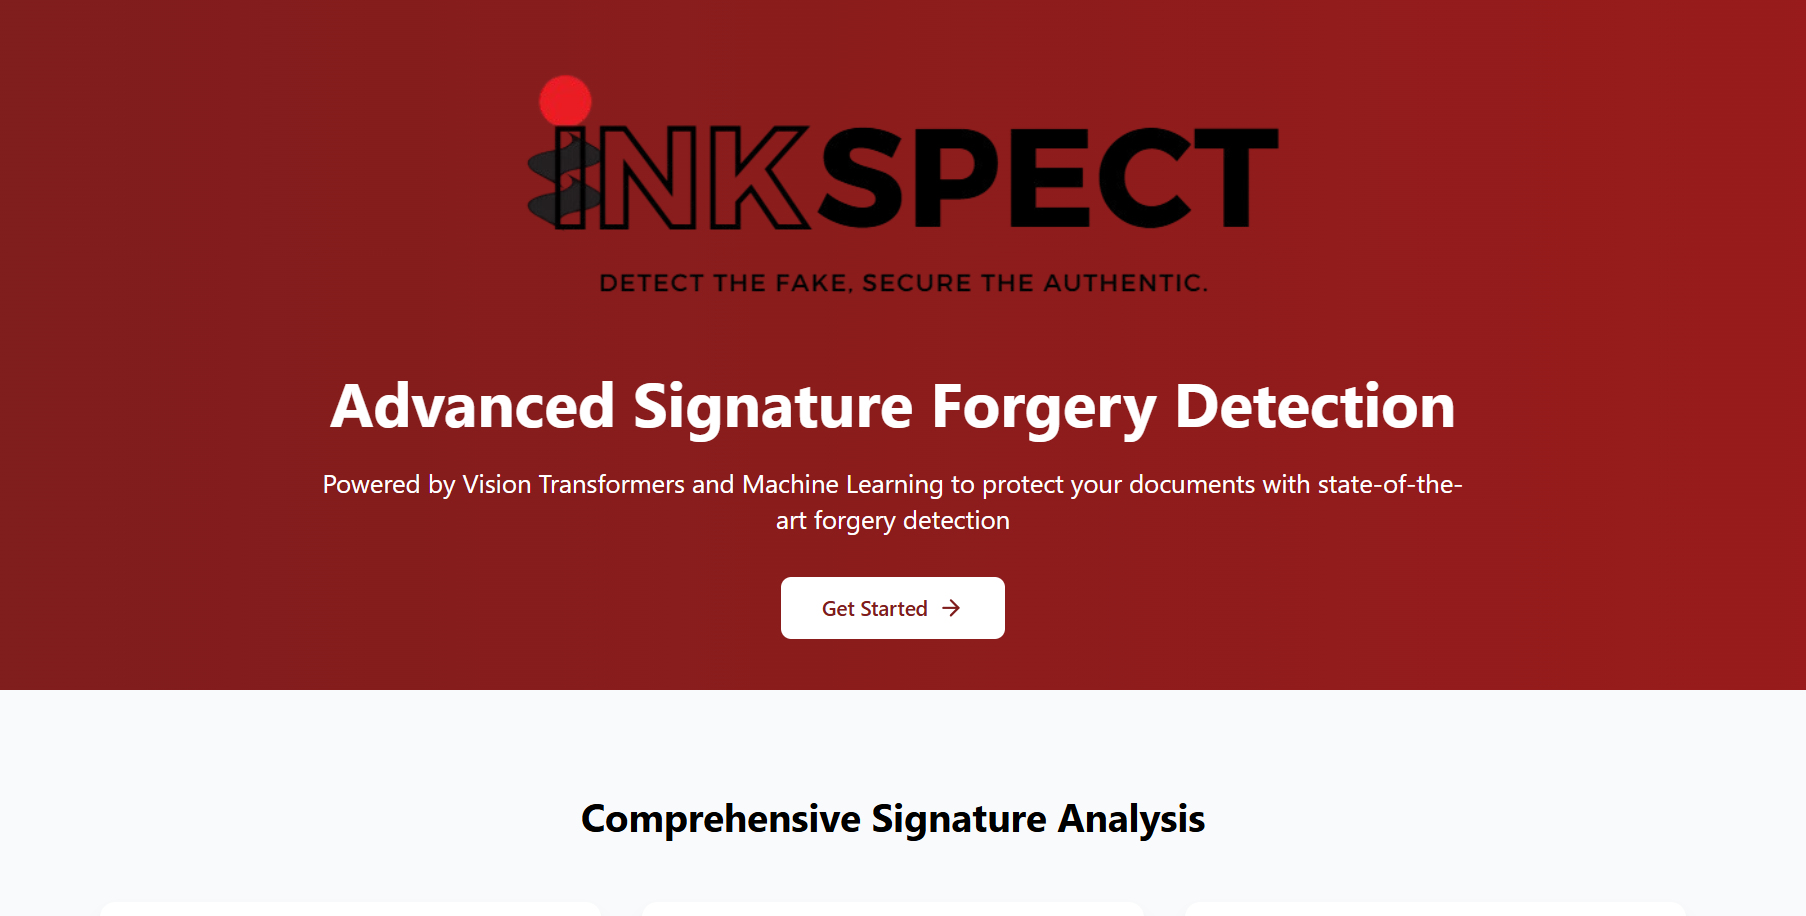 iNKSPECT
DETECT THE FAKE, SECURE THE AUTHENTIC.
Advanced Signature Forgery Detection
Powered by Vision Transformers and Machine Learning to protect your documents with state-of-the-
art forgery detection
Get Started →
Comprehensive Signature Analysis